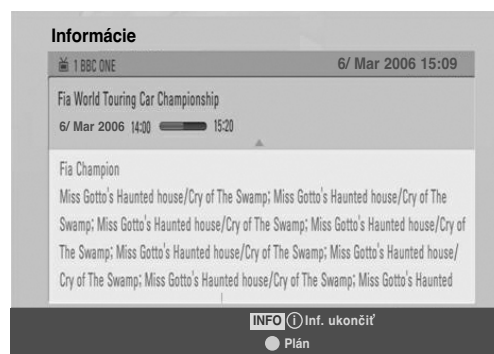 Informácie
1 BBC ONE 6/ Mar 2006 15:09
Fia World Touring Car Championship
6/ Mar 2006 14:00 15:20
Fia Champion
Miss Gotto's Haunted house/Cry of The Swamp; Miss Gotto's Haunted house/Cry of The
Swamp; Miss Gotto's Haunted house/Cry of The Swamp; Miss Gotto's Haunted house/Cry of
The Swamp; Miss Gotto's Haunted house/Cry of The Swamp; Miss Gotto's Haunted house/
Cry of The Swamp; Miss Gotto's Haunted house/Cry of The Swamp; Miss Gotto's Haunted
INFO i Inf. ukončiť
Plán